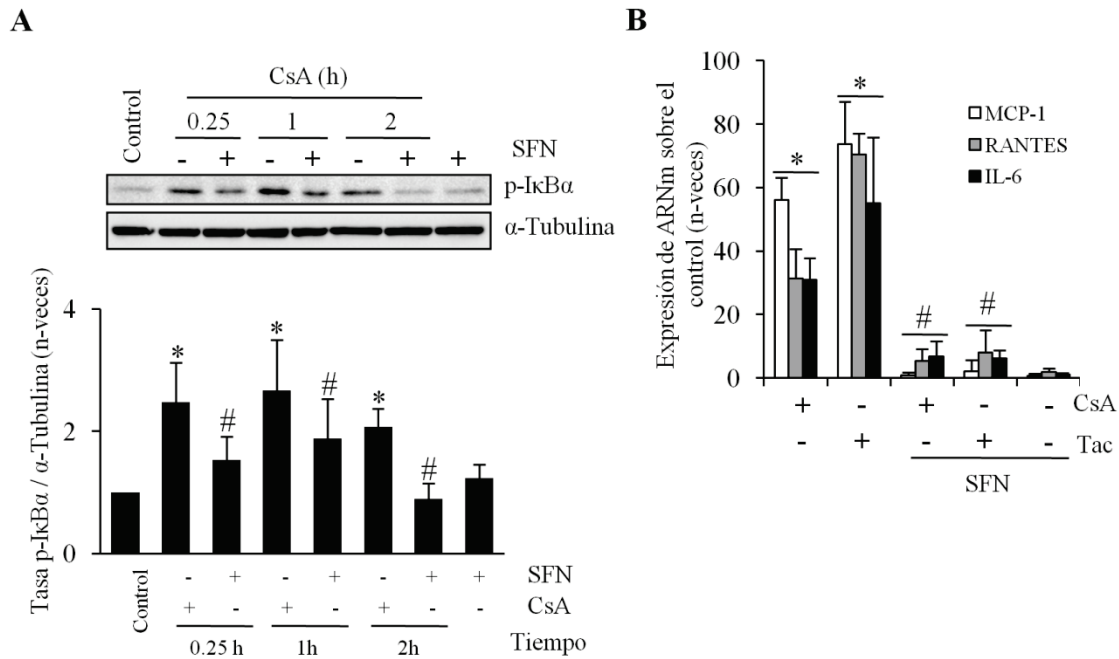 A
CsA (h)
Control
0.25 1 2
- + - + - + + SFN
p-IκBα
α-Tubulina
Tasa p-IκBα / α-Tubulina (n-veces)
4
2
0
* # * # * #
Control
- + - + - + + SFN
+ - + - + - - CsA
0.25 h 1h 2h Tiempo
B
Expresión de ARNm sobre el
control (n-veces)
100
80
60
40
20
0
* * # #
MCP-1
RANTES
IL-6
+ - + - - CsA
- + - + - Tac
SFN